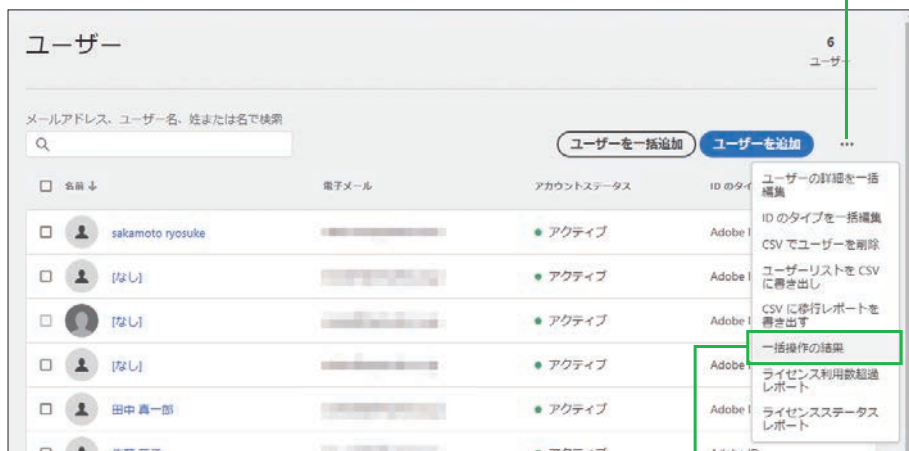 ユーザー
6
ユーザー
メールアドレス、ユーザー名、姓または名で検索
ユーザーを一括追加
ユーザーを追加
名前
電子メール
アカウントステータス
ID のタイ
ユーザーの詳細を一括
編集
ID のタイプを一括編集
CSV でユーザーを削除
ユーザーリストを CSV
に書き出し
CSV に移行レポートを
書き出す
一括操作の結果
ライセンス利用数超過
レポート
ライセンスステータス
レポート
sakamoto ryosuke
アクティブ
Adobe I
[なし]
アクティブ
Adobe I
[なし]
アクティブ
Adobe I
[なし]
アクティブ
Adobe I
田中 真一郎
アクティブ
Adobe I